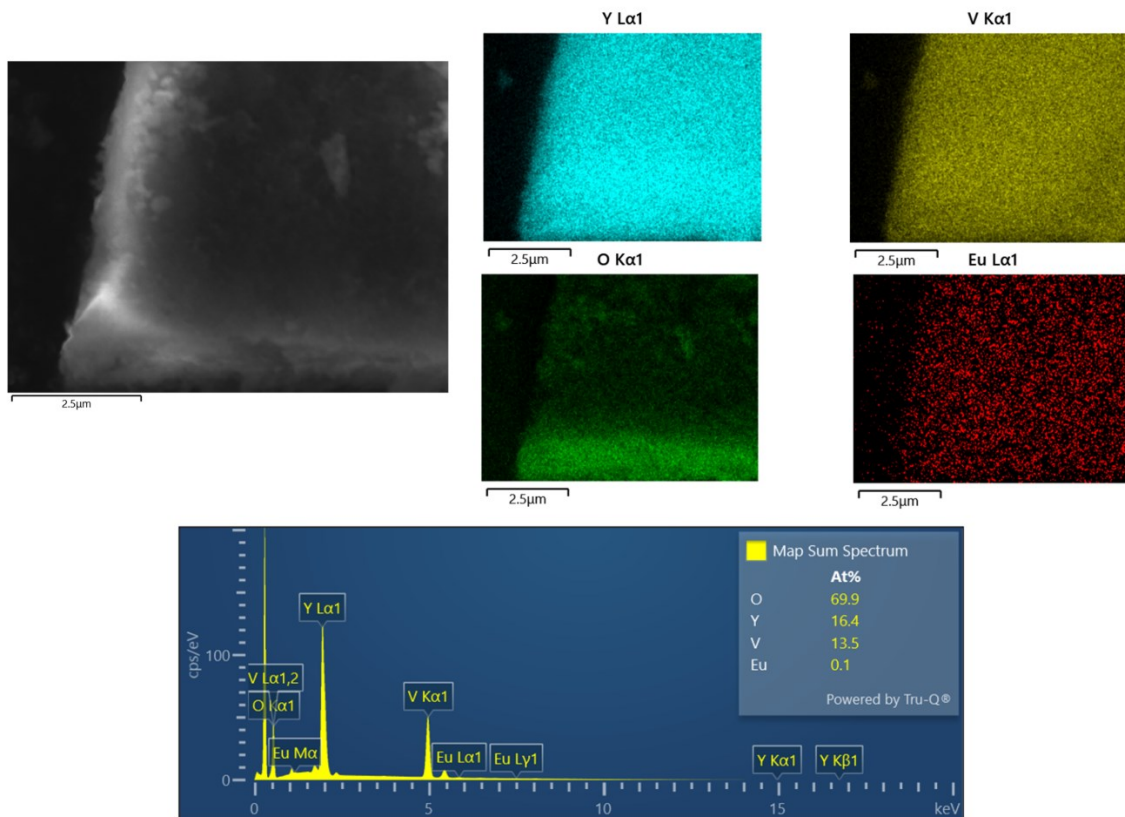 Y Lα1
V Kα1
2.5μm
2.5μm
2.5μm
O Kα1
Eu Lα1
2.5μm
2.5μm
cps/eV
100
0
V Lα1,2
O Kα1
Eu Mα
Y Lα1
V Kα1
Eu Lα1
Eu Lγ1
Y Kα1
Y Kβ1
0
5
10
15
keV
Map Sum Spectrum
At%
O 69.9
Y 16.4
V 13.5
Eu 0.1
Powered by Tru-Q®